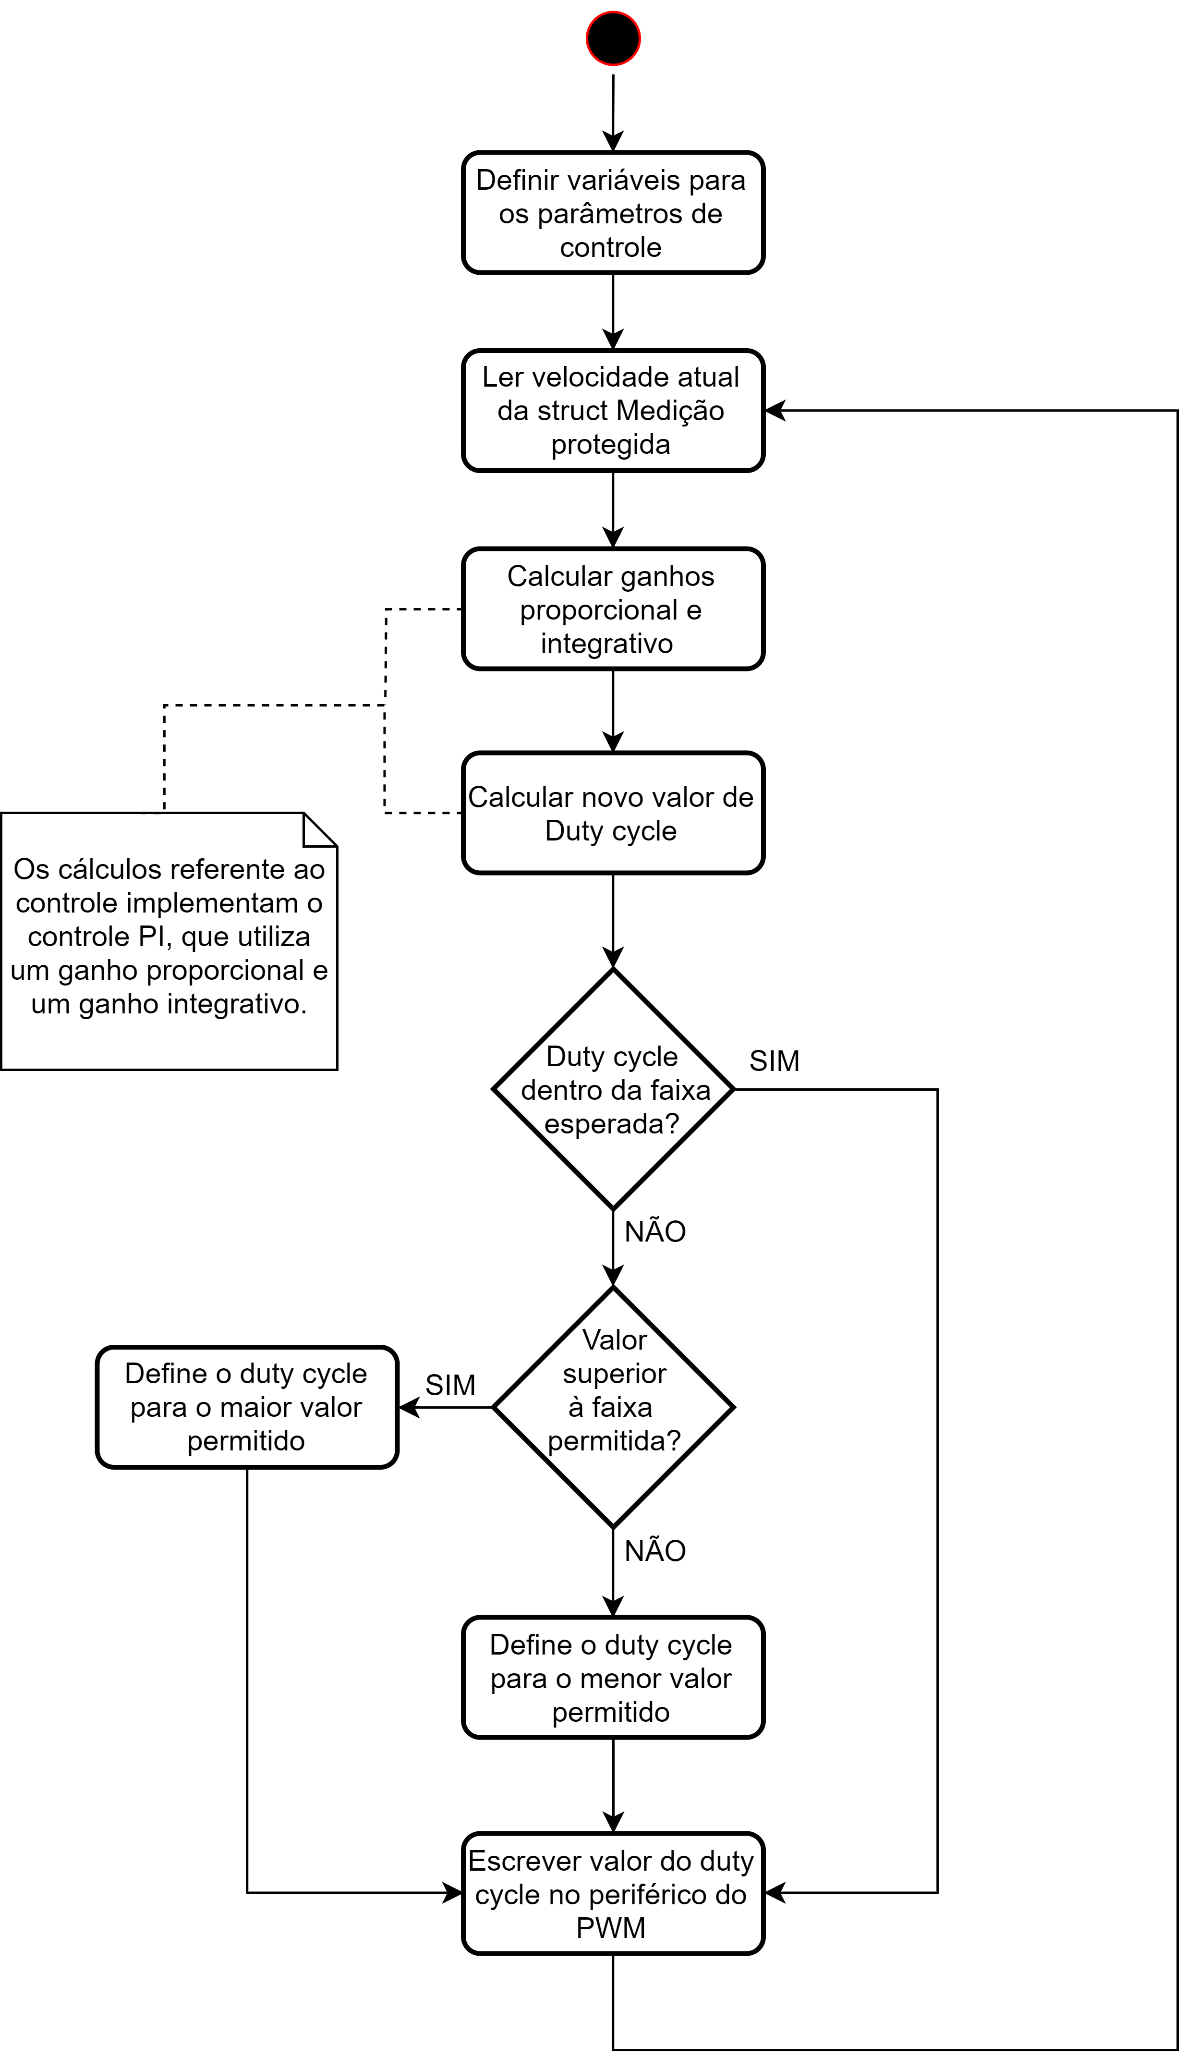 Definir variáveis para
os parâmetros de
controle
Ler velocidade atual
da struct Medição
protegida
Calcular ganhos
proporcional e
integrativo
Calcular novo valor de
Duty cycle
Os cálculos referente ao
controle implementam o
controle PI, que utiliza
um ganho proporcional e
um ganho integrativo.
Duty cycle
dentro da faixa
esperada?
SIM
NÃO
Valor
superior
à faixa
permitida?
SIM
Define o duty cycle
para o maior valor
permitido
NÃO
Define o duty cycle
para o menor valor
permitido
Escrever valor do duty
cycle no periférico do
PWM